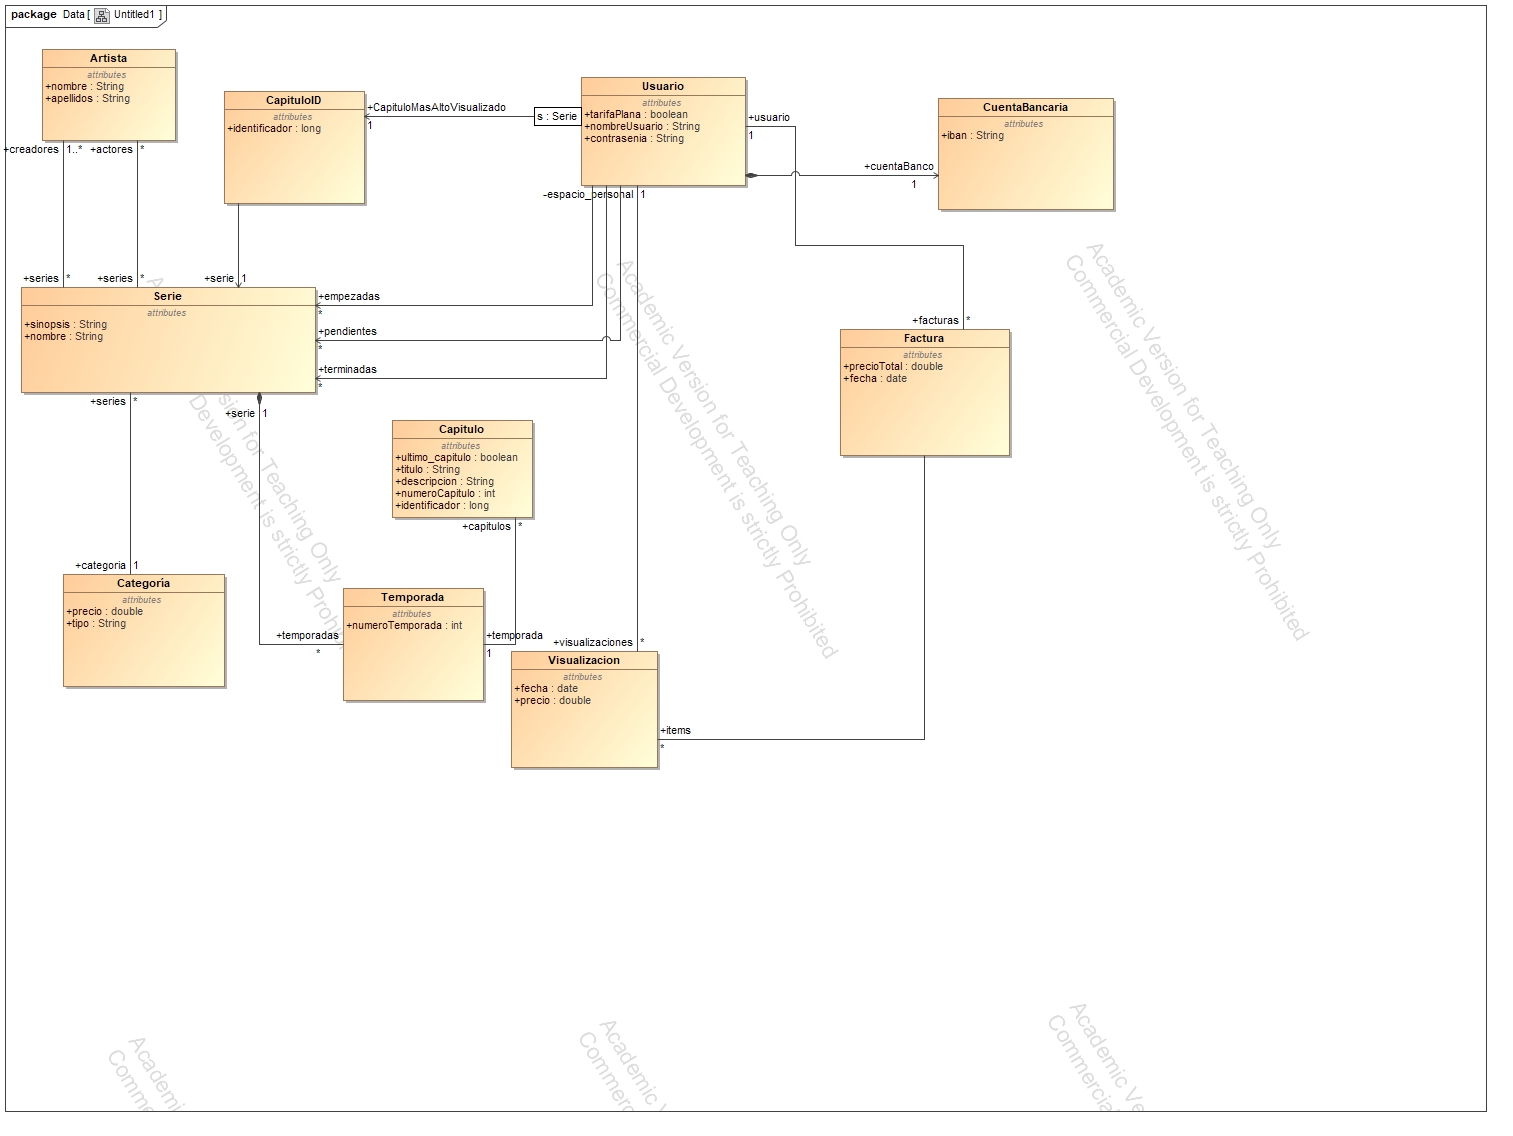 package Data [ Untitled1 ]
Artista
attributes
+nombre : String
+apellidos : String
+creadores 1..* +actores *
CapituloID
attributes
+identificador : long
+CapituloMasAltoVisualizado
1
s : Serie
Usuario
attributes
+tarifaPlana : boolean
+nombreUsuario : String
+contrasenia : String
+usuario
1
CuentaBancaria
attributes
+iban : String
+cuentaBanco
1
-espacio_personal 1
+series * +series * +serie 1
Serie
attributes
+sinopsis : String
+nombre : String
+empezadas
*
+pendientes
*
+terminadas
*
+facturas *
Factura
attributes
+precioTotal : double
+fecha : date
+series *
+serie 1
Capitulo
attributes
+ultimo_capitulo : boolean
+titulo : String
+descripcion : String
+numeroCapitulo : int
+identificador : long
+capitulos *
+categoria 1
Categoría
attributes
+precio : double
+tipo : String
Temporada
attributes
+numeroTemporada : int
+temporadas
*
+temporada
1
+visualizaciones *
Visualizacion
attributes
+fecha : date
+precio : double
+items
*
Academic Version for Teaching Only
Commercial Development is strictly Prohibited
Academic Version for Teaching Only
Commercial Development is strictly Prohibited
sion for Teaching Only
Development is strictly Prohib
Academic
Comme
Academic V
Commerc
Academic Ve
Commercia